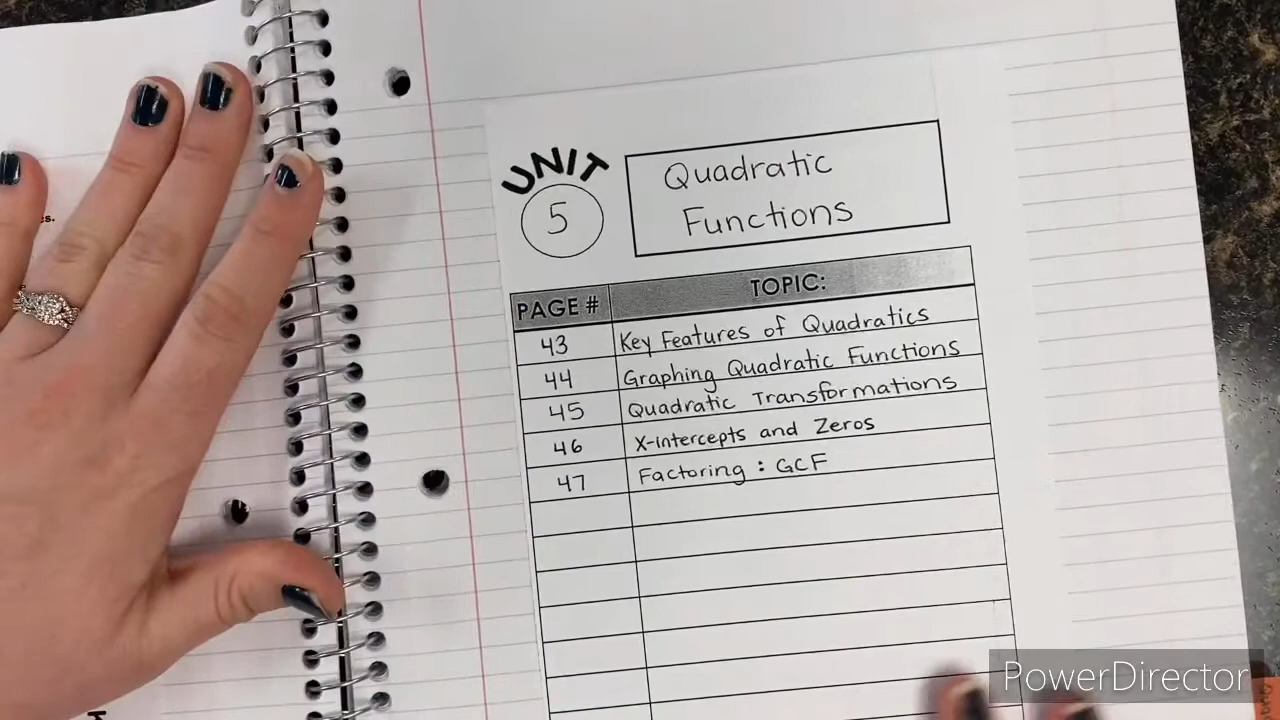 UNIT
5
Quadratic
Functions
PAGE # TOPIC:
43 Key Features of Quadratics
44 Graphing Quadratic Functions
45 Quadratic Transformations
46 X-intercepts and Zeros
47 Factoring : GCF
es.
PowerDirector